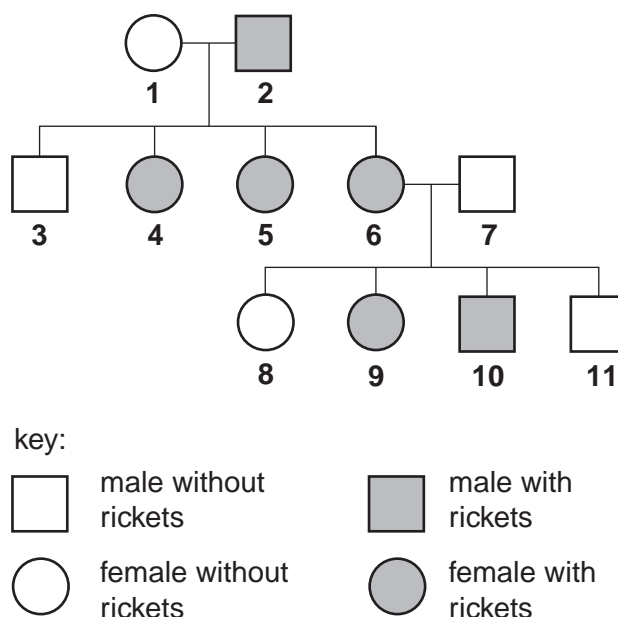 1 2
3 4 5 6 7
8 9 10 11
key:
male without
rickets
male with
rickets
female without
rickets
female with
rickets